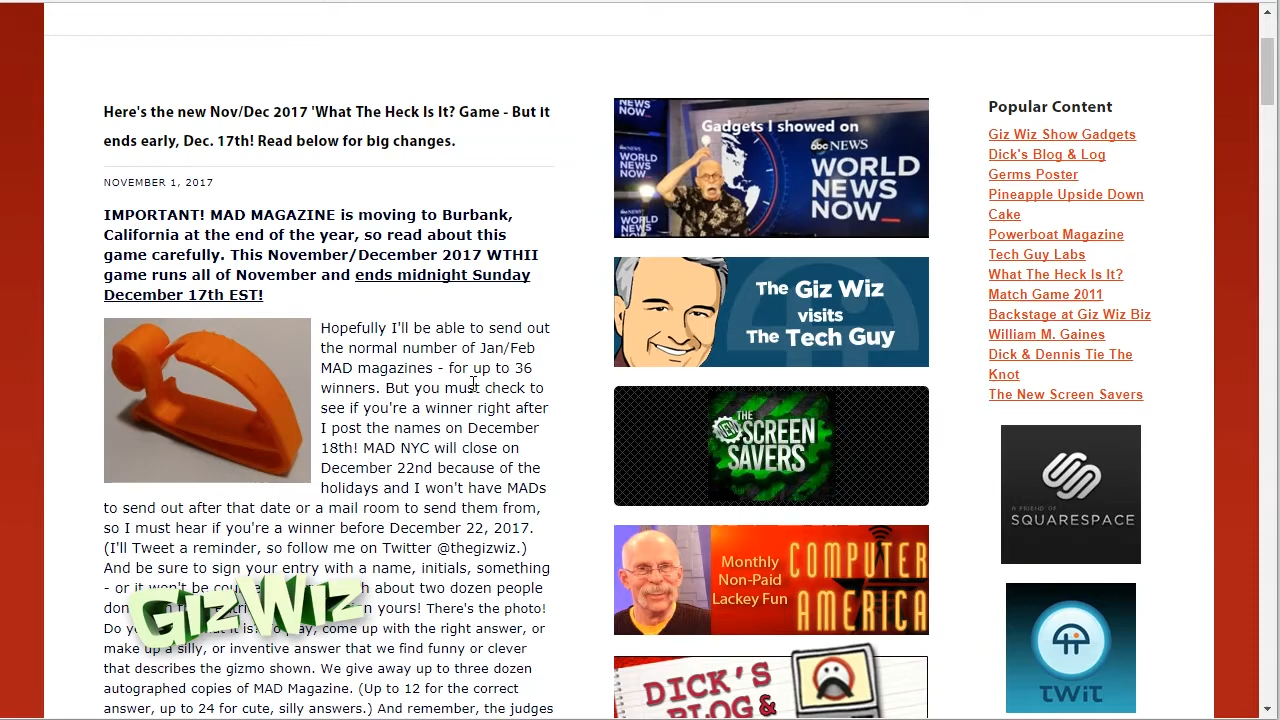 Here's the new Nov/Dec 2017 'What The Heck Is It? Game - But it
ends early, Dec. 17th! Read below for big changes.
NOVEMBER 1, 2017
IMPORTANT! MAD MAGAZINE is moving to Burbank,
California at the end of the year, so read about this
game carefully. This November/December 2017 WTHII
game runs all of November and ends midnight Sunday
December 17th EST!
Hopefully I'll be able to send out
the normal number of Jan/Feb
MAD magazines - for up to 36
winners. But you must check to
see if you're a winner right after
I post the names on December
18th! MAD NYC will close on
December 22nd because of the
holidays and I won't have MADs
to send out after that date or a mail room to send them from,
so I must hear if you're a winner before December 22, 2017.
(I'll Tweet a reminder, so follow me on Twitter @thegizwiz.)
And be sure to sign your entry with a name, initials, something
- or it won't be about two dozen people
yours! There's the photo!
Do come up with the right answer, or
make up a silly, or inventive answer that we find funny or clever
that describes the gizmo shown. We give away up to three dozen
autographed copies of MAD Magazine. (Up to 12 for the correct
answer, up to 24 for cute, silly answers.) And remember, the judges
GizWiz
NEWS NOW
Gadgets I showed on
abc NEWS
WORLD
NEWS
NOW
WORLD
NEWS
NOW_
The Giz Wiz
visits
The Tech Guy
THE
NEW
SCREEN
SAVERS
Monthly
Non-Paid
Lackey Fun
COMPUTER
AMERICA
DICK'S
BLOG &
Popular Content
Giz Wiz Show Gadgets
Dick's Blog & Log
Germs Poster
Pineapple Upside Down
Cake
Powerboat Magazine
Tech Guy Labs
What The Heck Is It?
Match Game 2011
Backstage at Giz Wiz Biz
William M. Gaines
Dick & Dennis Tie The
Knot
The New Screen Savers
A FRIEND OF
SQUARESPACE
TWiT